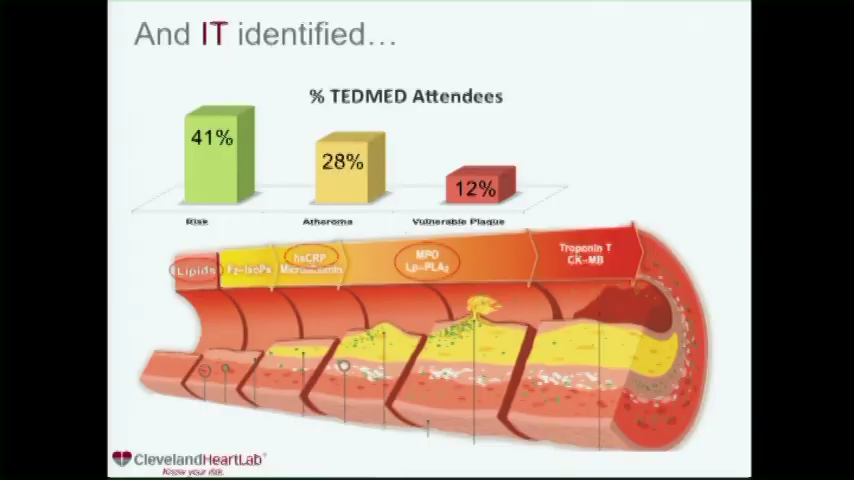 And IT identified...
% TEDMED Attendees
41%
28%
12%
Risk
Atheroma
Vulnerable Plaque
Lipids
F2-IsoPs
hsCRP
Microalbumin
MPO
Lp-PLA2
Troponin T
CK-MB
ClevelandHeartLab®
Know your risk.